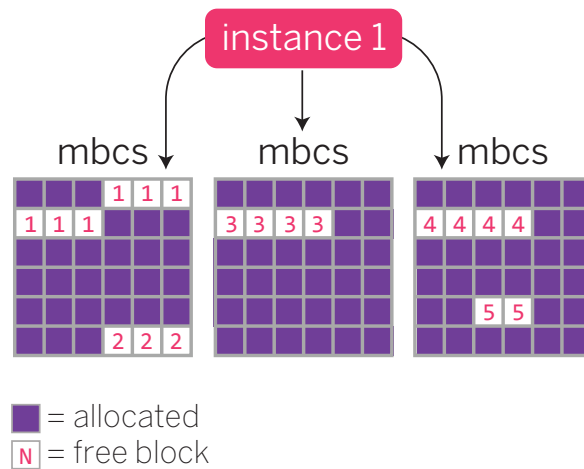 instance 1
mbcs mbcs mbcs
1 1 1
1 1 1 3 3 3 3 4 4 4 4
5 5
2 2 2
= allocated
N = free block